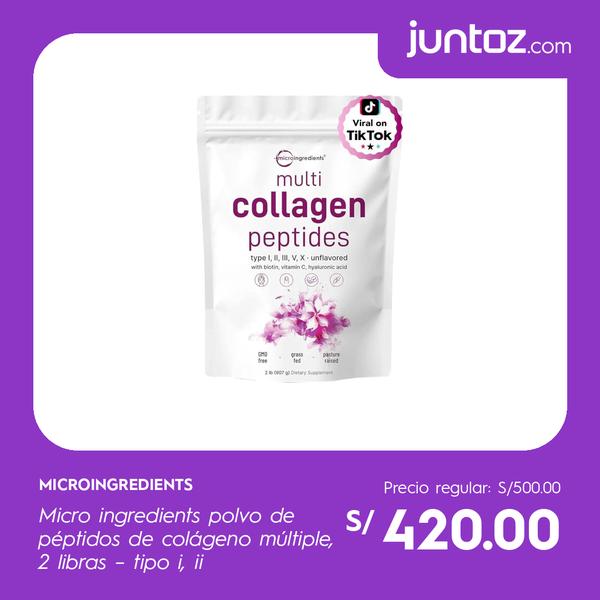 juntoz.com
Viral on
TikTok
microingredients®
multi
collagen
peptides
type I, II, III, V, X · unflavored
with biotin, vitamin C, hyaluronic acid
GMO free
grass fed
pasture raised
2 lb (907 g) Dietary Supplement
MICROINGREDIENTS
Micro ingredients polvo de
péptidos de colágeno múltiple,
2 libras – tipo i, ii
Precio regular: S/500.00
S/ 420.00